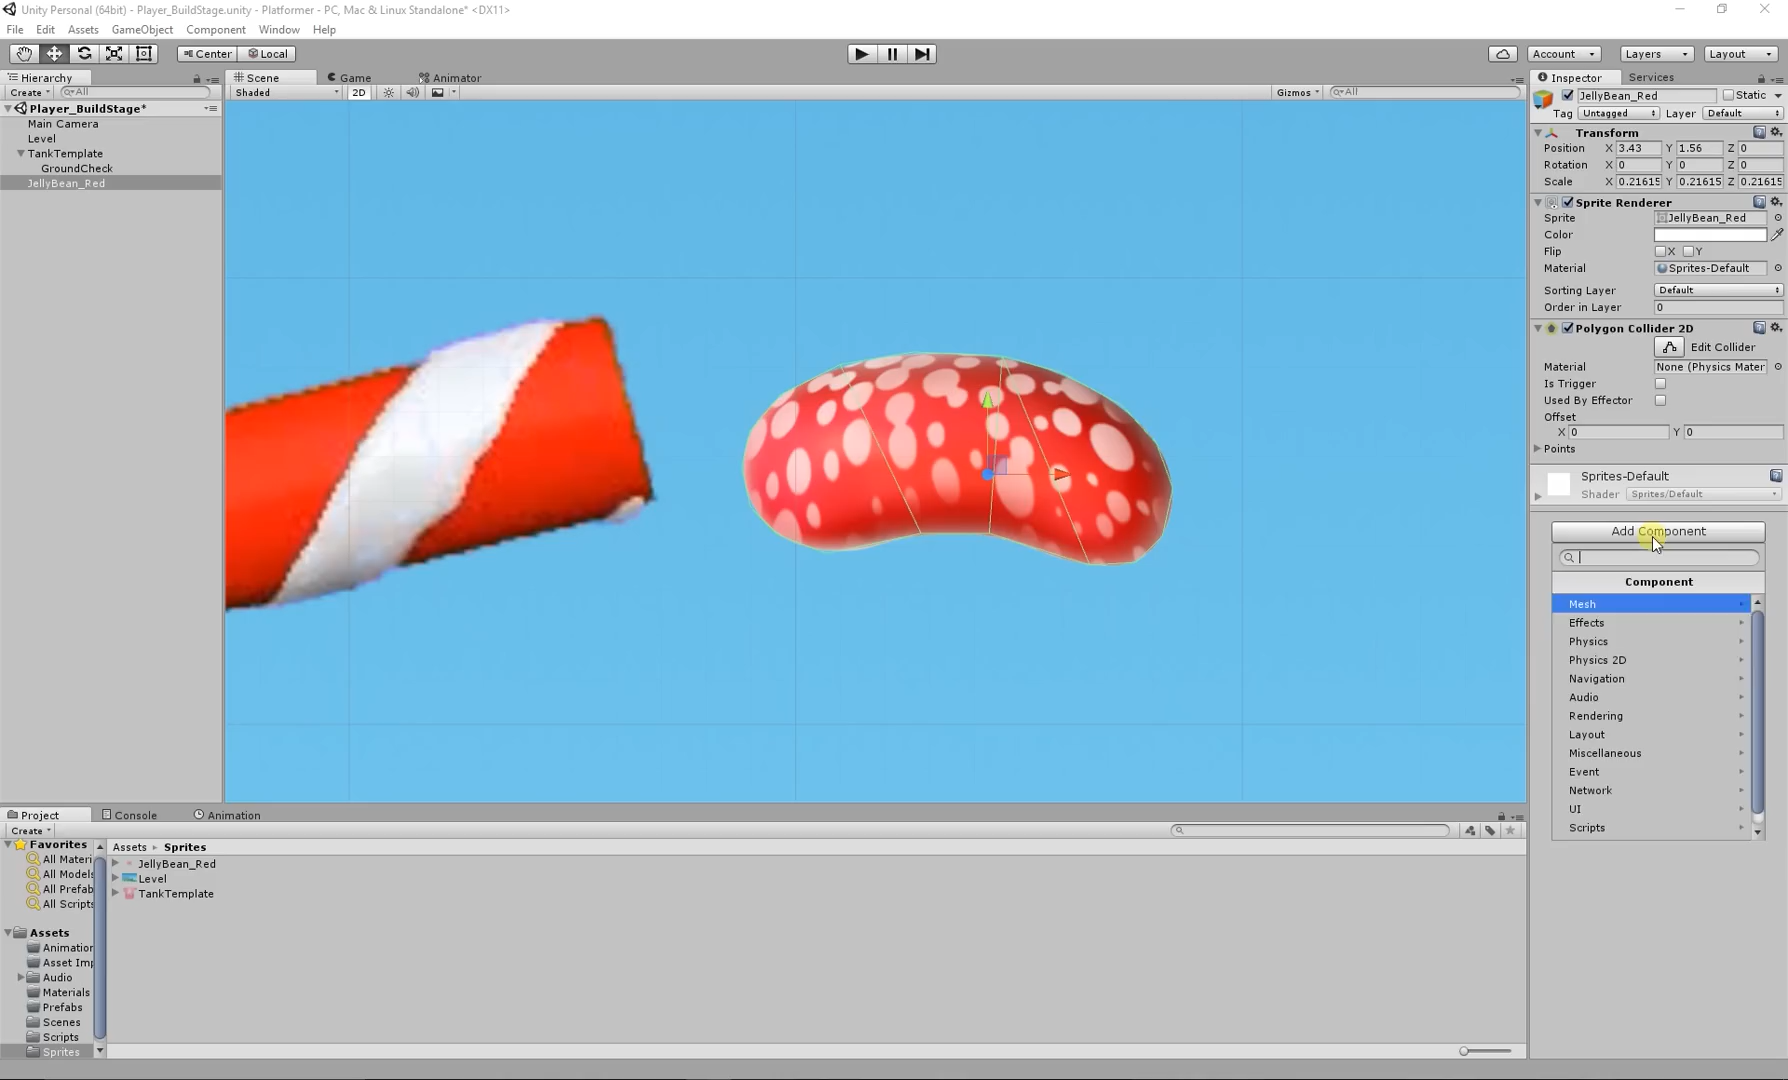 Unity Personal (64bit) - Player_BuildStage.unity - Platformer - PC, Mac & Linux Standalone* <DX11>
File Edit Assets GameObject Component Window Help
Center Local Account Layers Layout
Hierarchy
Create All
Player_BuildStage*
Main Camera
Level
TankTemplate
GroundCheck
JellyBean_Red
Scene Game Animator
Shaded 2D Gizmos All
Inspector Services
JellyBean_Red Static
Tag Untagged Layer Default
Transform
Position X 3.43 Y 1.56 Z 0
Rotation X 0 Y 0 Z 0
Scale X 0.21615 Y 0.21615 Z 0.21615
Sprite Renderer
Sprite JellyBean_Red
Color
Flip X Y
Material Sprites-Default
Sorting Layer Default
Order in Layer 0
Polygon Collider 2D
Edit Collider
Material None (Physics Mater
Is Trigger
Used By Effector
Offset
X 0 Y 0
Points
Sprites-Default
Shader Sprites/Default
Add Component
Component
Mesh
Effects
Physics
Physics 2D
Navigation
Audio
Rendering
Layout
Miscellaneous
Event
Network
UI
Scripts
Project Console Animation
Create
Favorites
All Materi
All Models
All Prefab
All Scripts
Assets
Animation
Asset Imp
Audio
Materials
Prefabs
Scenes
Scripts
Sprites
Assets Sprites
JellyBean_Red
Level
TankTemplate